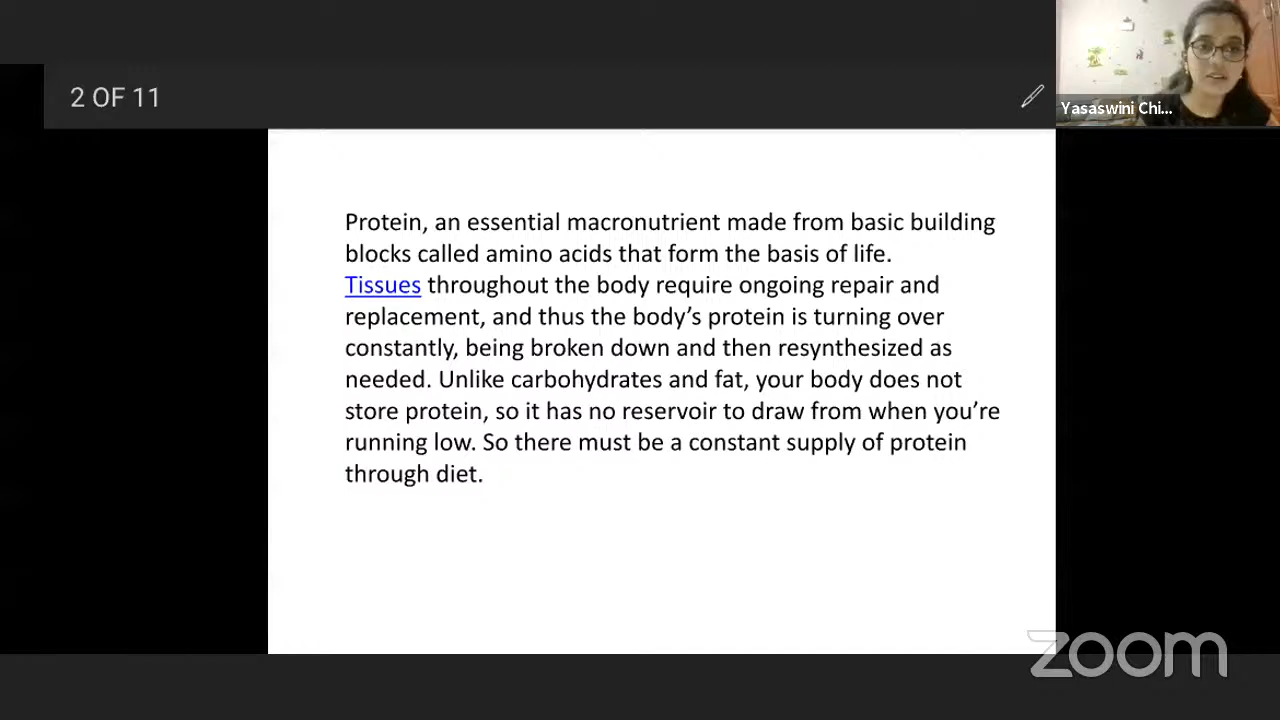 2 OF 11
Yasaswini Chi...
Protein, an essential macronutrient made from basic building
blocks called amino acids that form the basis of life.
Tissues throughout the body require ongoing repair and
replacement, and thus the body’s protein is turning over
constantly, being broken down and then resynthesized as
needed. Unlike carbohydrates and fat, your body does not
store protein, so it has no reservoir to draw from when you’re
running low. So there must be a constant supply of protein
through diet.
zoom